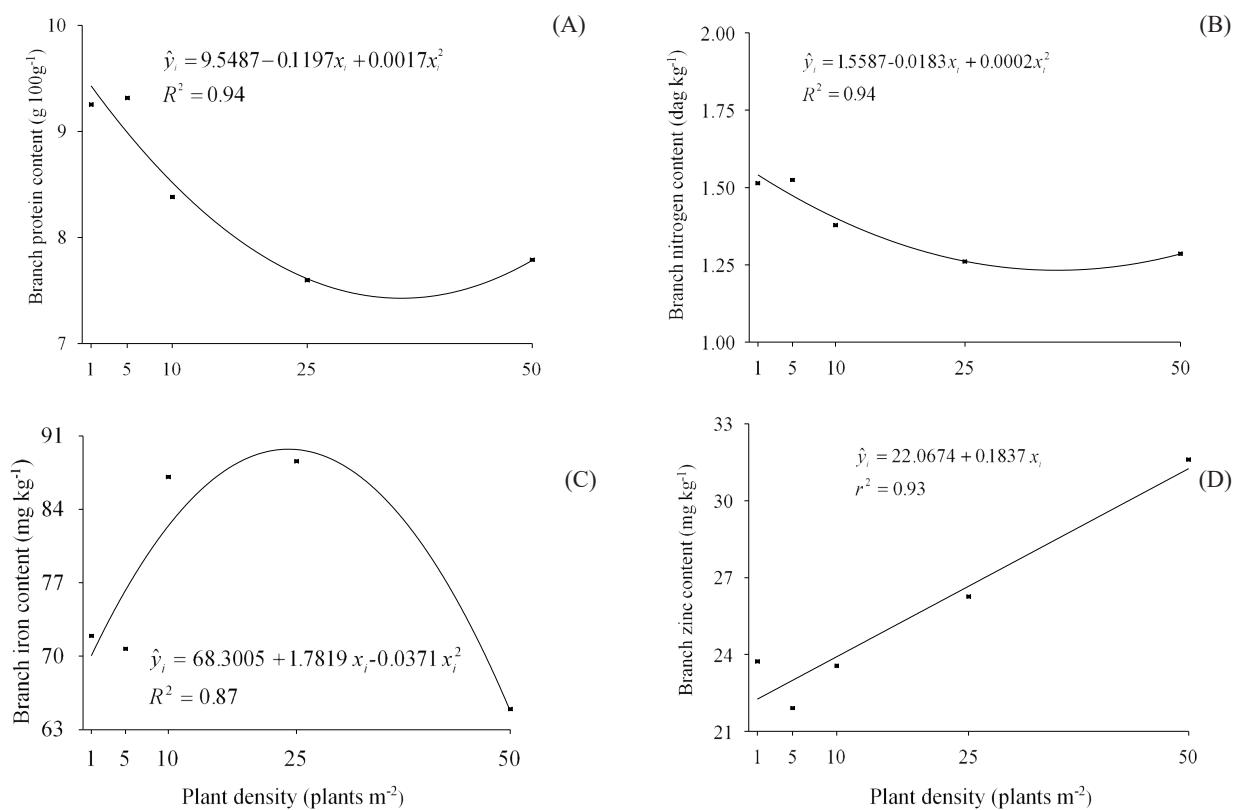 (A)
ŷᵢ = 9.5487−0.1197xᵢ + 0.0017xᵢ²
R² = 0.94
Branch protein content (g 100g⁻¹)
10
9
8
7
1 5 10 25 50
(B)
ŷᵢ = 1.5587-0.0183xᵢ + 0.0002xᵢ²
R² = 0.94
Branch nitrogen content (dag kg⁻¹)
2.00
1.75
1.50
1.25
1.00
1 5 10 25 50
(C)
Branch iron content (mg kg⁻¹)
91
84
77
70
63
ŷᵢ = 68.3005 +1.7819 xᵢ-0.0371 xᵢ²
R² = 0.87
1 5 10 25 50
Plant density (plants m⁻²)
(D)
ŷᵢ = 22.0674 + 0.1837 xᵢ
r² = 0.93
Branch zinc content (mg kg⁻¹)
33
30
27
24
21
1 5 10 25 50
Plant density (plants m⁻²)